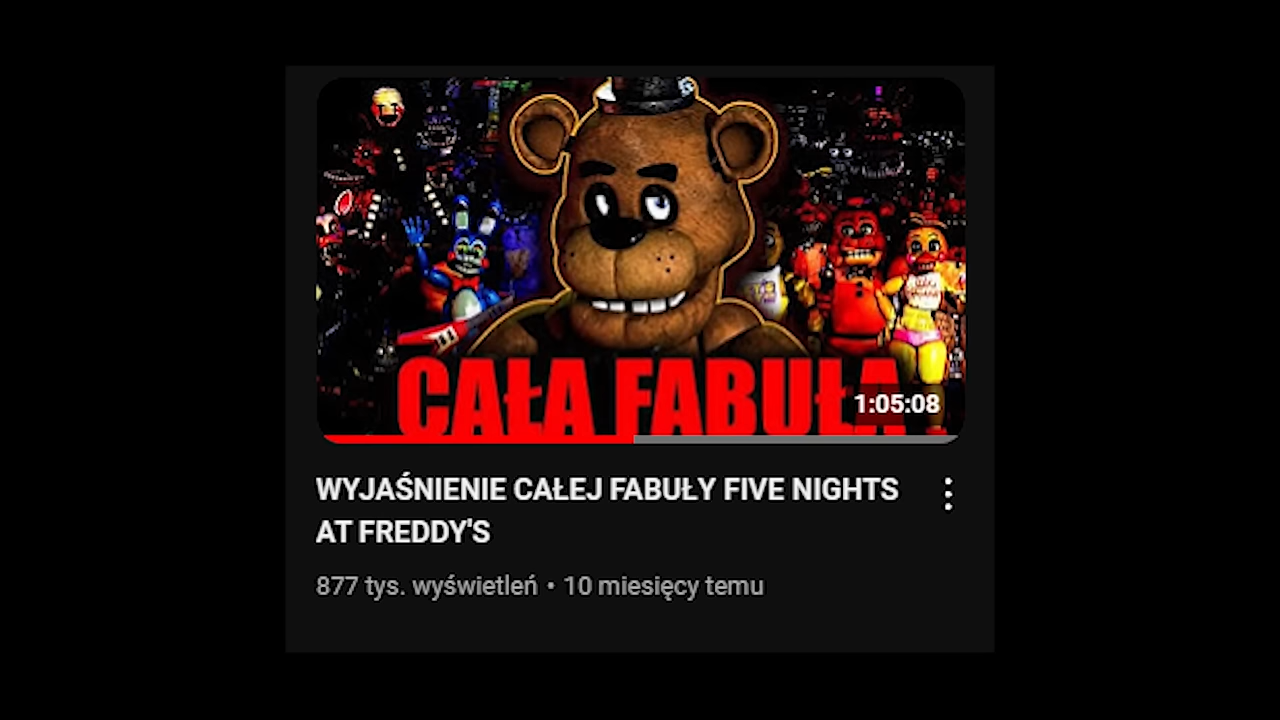 CAŁA FABUŁA
1:05:08
WYJAŚNIENIE CAŁEJ FABUŁY FIVE NIGHTS
AT FREDDY'S
877 tys. wyświetleń • 10 miesięcy temu